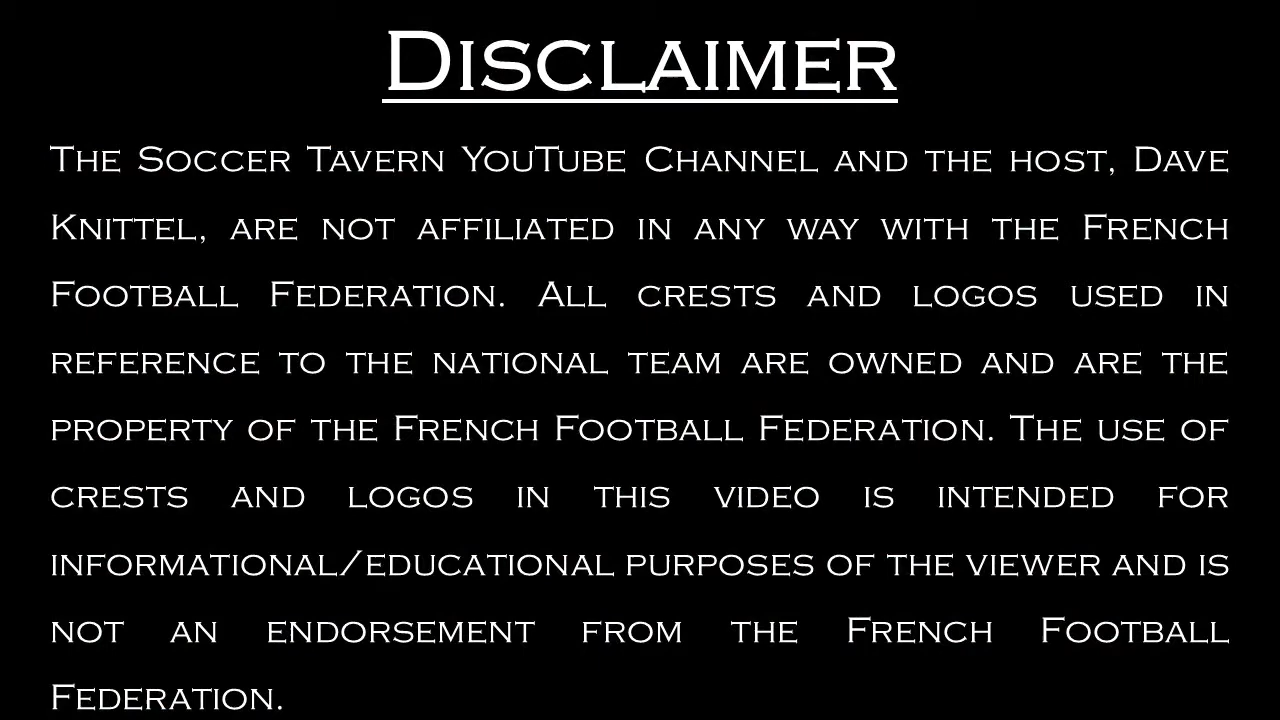 Disclaimer
The Soccer Tavern YouTube Channel and the host, Dave
Knittel, are not affiliated in any way with the French
Football Federation. All crests and logos used in
reference to the national team are owned and are the
property of the French Football Federation. The use of
crests and logos in this video is intended for
informational/educational purposes of the viewer and is
not an endorsement from the French Football
Federation.